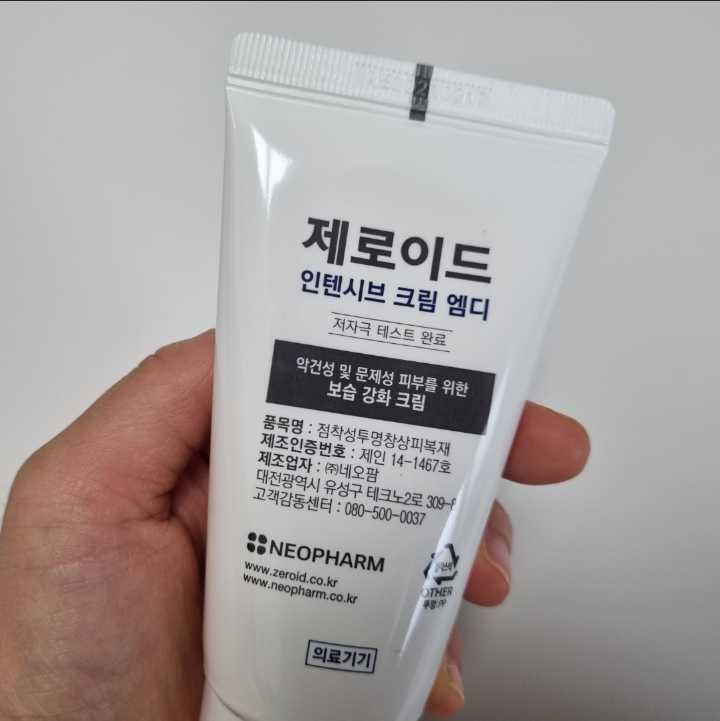 제로이드
인텐시브 크림 엠디
저자극 테스트 완료
악건성 및 문제성 피부를 위한
보습 강화 크림
품목명 : 점착성투명창상피복재
제조인증번호 : 제인 14-1467호
제조업자 : ㈜네오팜
대전광역시 유성구 테크노2로 309-8
고객감동센터 : 080-500-0037
NEOPHARM
www.zeroid.co.kr
www.neopharm.co.kr
OTHER
뚜껑:PP
의료기기